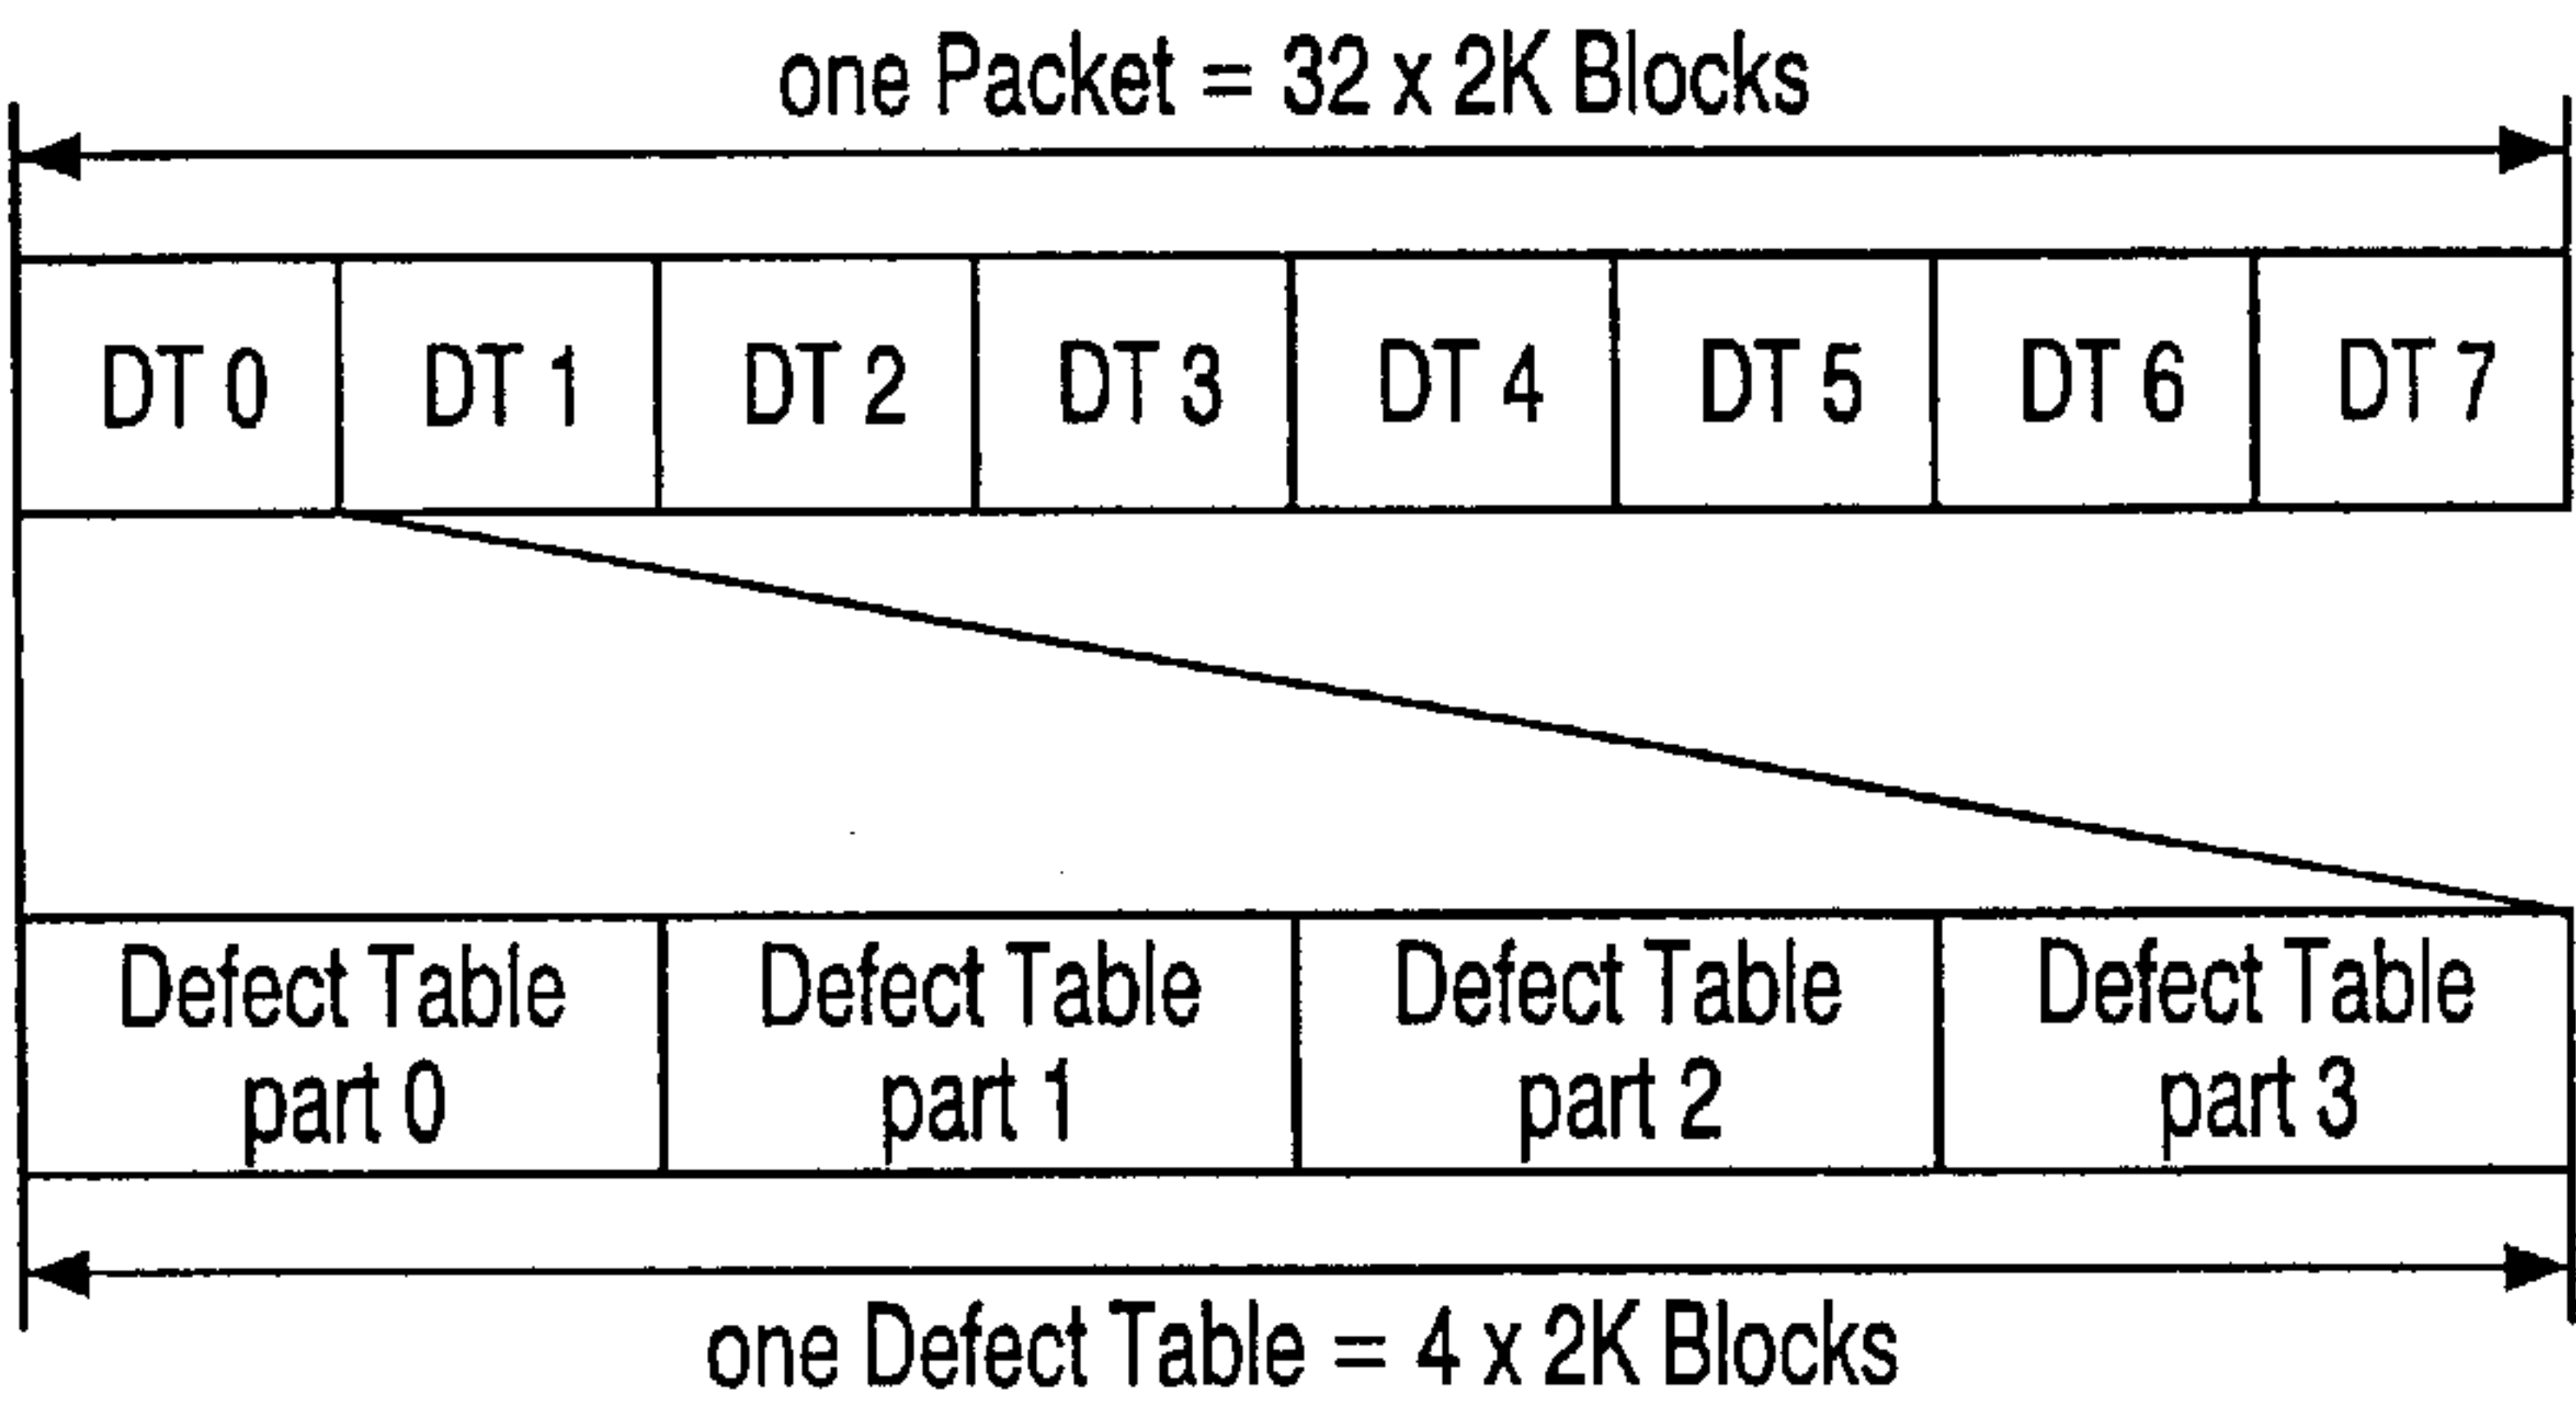 one Packet = 32 x 2K Blocks
DT 0 DT 1 DT 2 DT 3 DT 4 DT 5 DT 6 DT 7
Defect Table Defect Table Defect Table Defect Table
part 0 part 1 part 2 part 3
one Defect Table = 4 x 2K Blocks